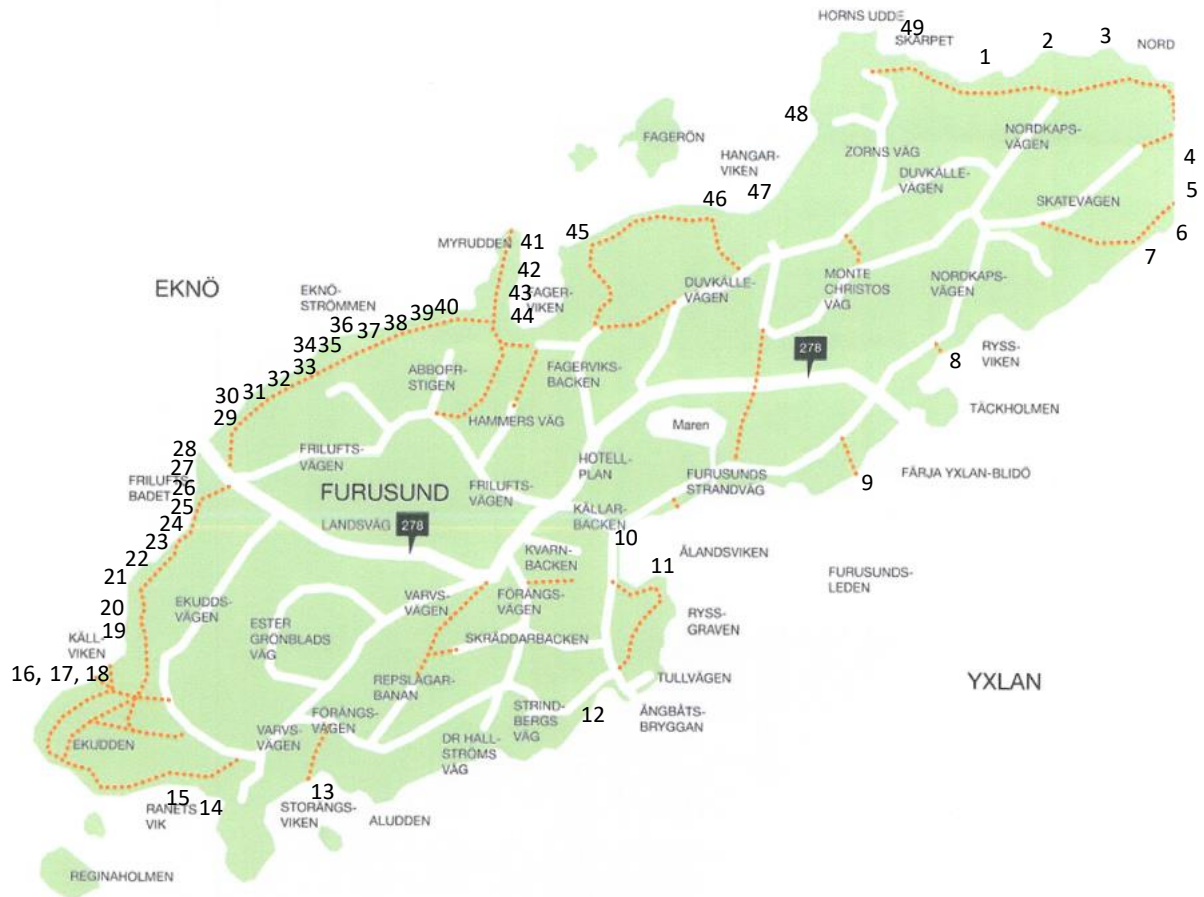 HORNS UDDE
49
SKARPET
1
2
3
NORD
48
FAGERÖN
HANGAR-
VIKEN
47
46
ZORNS VÄG
NORDKAPS-
VÄGEN
DUVKÄLLE-
VÄGEN
4
5
6
7
SKATEVÄGEN
MYRUDDEN
41
45
42
43
FAGER-
VIKEN
44
EKNÖ
EKNÖ-
STRÖMMEN
DUVKÄLLE-
VÄGEN
MONTE
CHRISTOS
VÄG
NORDKAPS-
VÄGEN
36
37
38
39
40
34
35
33
32
31
30
29
278
RYSS-
VIKEN
8
TÄCKHOLMEN
ABBORR-
STIGEN
FAGERVIKS-
BACKEN
HAMMERS VÄG
Maren
28
27
FRILUFTS
BADET
26
25
24
23
22
21
20
19
FRILUFTS-
VÄGEN
FURUSUND
FRILUFTS-
VÄGEN
HOTELL-
PLAN
FURUSUNDS
STRANDVÄG
9
FÄRJA YXLAN-BLIDÖ
LANDSVÄG
278
KÄLLAR-
BACKEN
10
ÅLANDSVIKEN
KVARN-
BACKEN
11
FURUSUNDS-
LEDEN
EKUDDS-
VÄGEN
ESTER
GRÖNBLADS
VÄG
VARVS-
VÄGEN
FÖRÄNGS-
VÄGEN
RYSS-
GRAVEN
SKRÄDDARBACKEN
KÄLL-
VIKEN
16, 17, 18
REPSLAGAR-
BANAN
TULLVÄGEN
YXLAN
STRIND-
BERGS
VÄG
12
ÅNGBÅTS-
BRYGGAN
EKUDDEN
VARVS-
VÄGEN
FÖRÄNGS-
VÄGEN
DR HALL-
STRÖMS
VÄG
15
14
RANETS
VIK
13
STORÄNGS-
VIKEN
ALUDDEN
REGINAHOLMEN